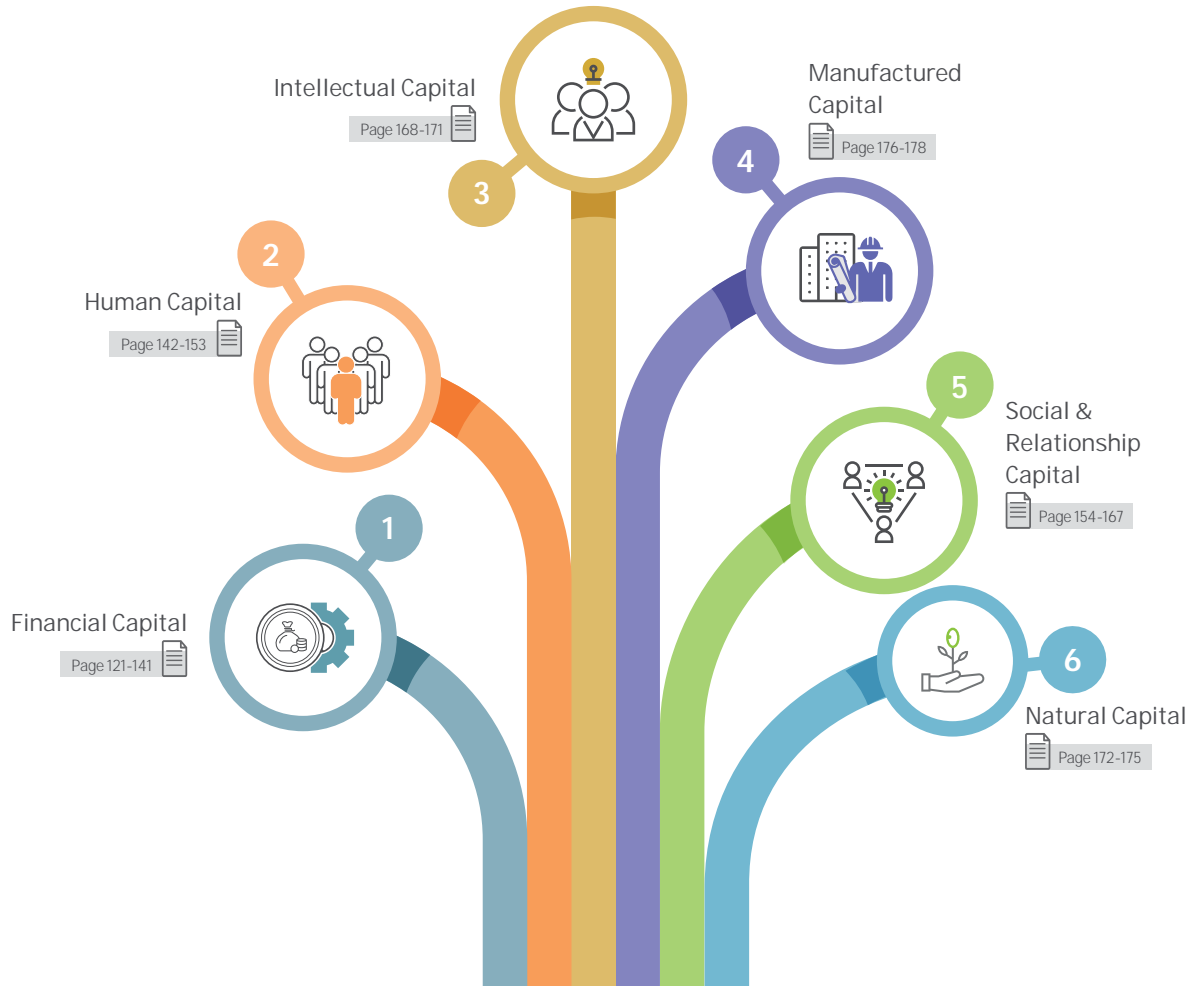 1
Financial Capital
Page 121-141
2
Human Capital
Page 142-153
3
Intellectual Capital
Page 168-171
4
Manufactured
Capital
Page 176-178
5
Social &
Relationship
Capital
Page 154-167
6
Natural Capital
Page 172-175